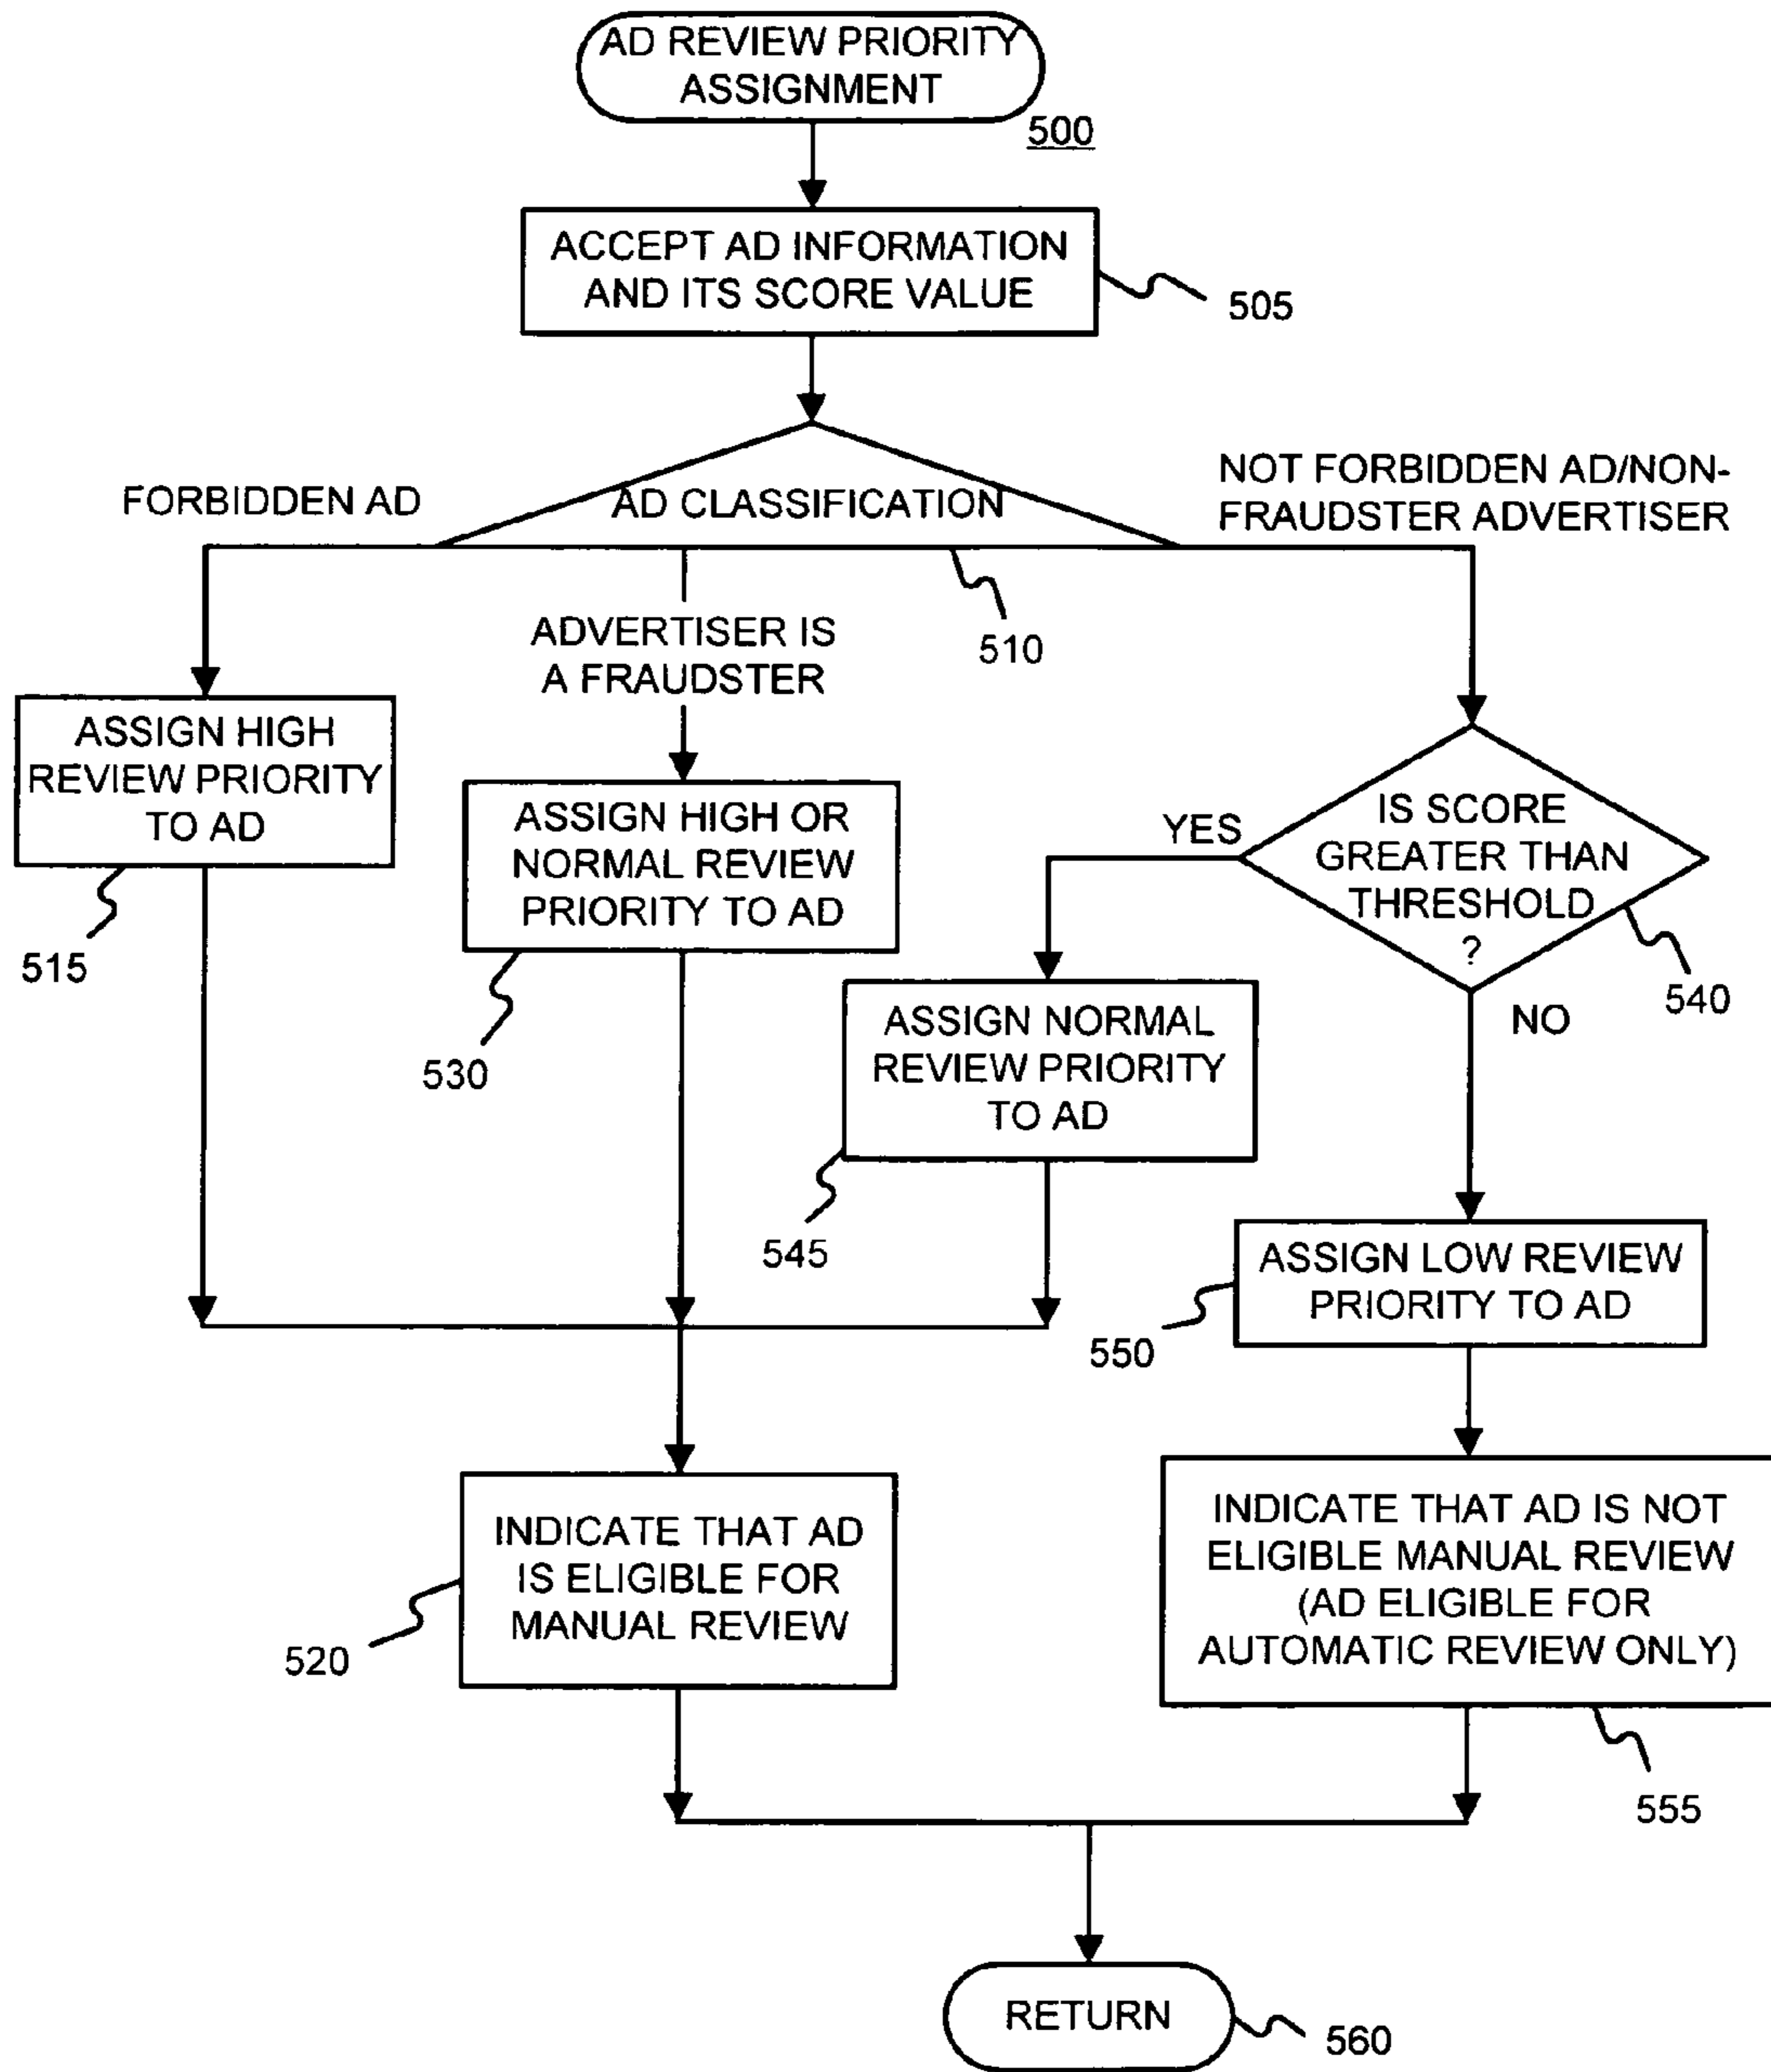 AD REVIEW PRIORITY
ASSIGNMENT
500
ACCEPT AD INFORMATION
AND ITS SCORE VALUE
505
FORBIDDEN AD
AD CLASSIFICATION
NOT FORBIDDEN AD/NON-
FRAUDSTER ADVERTISER
510
ADVERTISER IS
A FRAUDSTER
ASSIGN HIGH
REVIEW PRIORITY
TO AD
515
ASSIGN HIGH OR
NORMAL REVIEW
PRIORITY TO AD
530
YES
IS SCORE
GREATER THAN
THRESHOLD
?
540
NO
ASSIGN NORMAL
REVIEW PRIORITY
TO AD
545
ASSIGN LOW REVIEW
PRIORITY TO AD
550
INDICATE THAT AD
IS ELIGIBLE FOR
MANUAL REVIEW
520
INDICATE THAT AD IS NOT
ELIGIBLE MANUAL REVIEW
(AD ELIGIBLE FOR
AUTOMATIC REVIEW ONLY)
555
RETURN
560